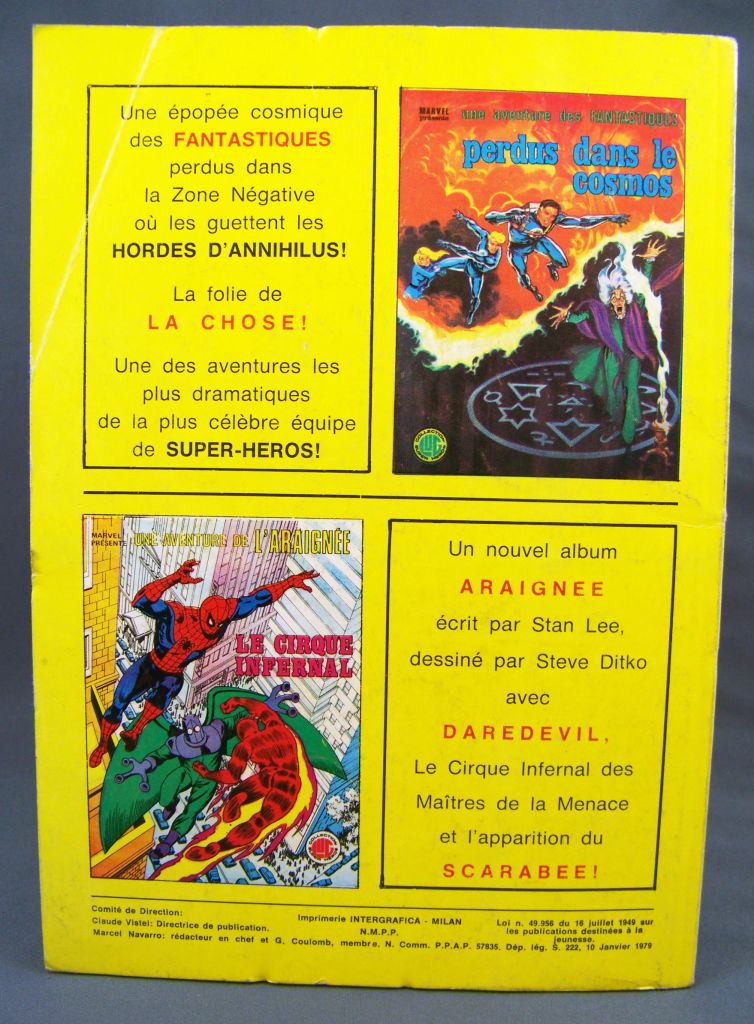 Une épopée cosmique
des FANTASTIQUES
perdus dans
la Zone Négative
où les guettent les
HORDES D'ANNIHILUS!
La folie de
LA CHOSE!
Une des aventures les
plus dramatiques
de la plus célèbre équipe
de SUPER-HEROS!
MARVEL
présente
une aventure des FANTASTIQUES
perdus dans le
cosmos
MARVEL
PRÉSENTE
UNE AVENTURE DE L'ARAIGNÉE
LE CIRQUE
INFERNAL
Un nouvel album
ARAIGNEE
écrit par Stan Lee,
dessiné par Steve Ditko
avec
DAREDEVIL,
Le Cirque Infernal des
Maîtres de la Menace
et l'apparition du
SCARABEE!
Comité de Direction:
Claude Vistel: Directrice de publication.
Marcel Navarro: rédacteur en chef et G, Coulomb, membre. N. Comm. P.P.A.P. 57835. Dép. lég. S. 222, 10 Janvier 1979
Imprimerie INTERGRAFICA - MILAN
N.M.P.P.
Loi n. 49.956 du 16 juillet 1949 sur
les publications destinées à la
jeunesse.